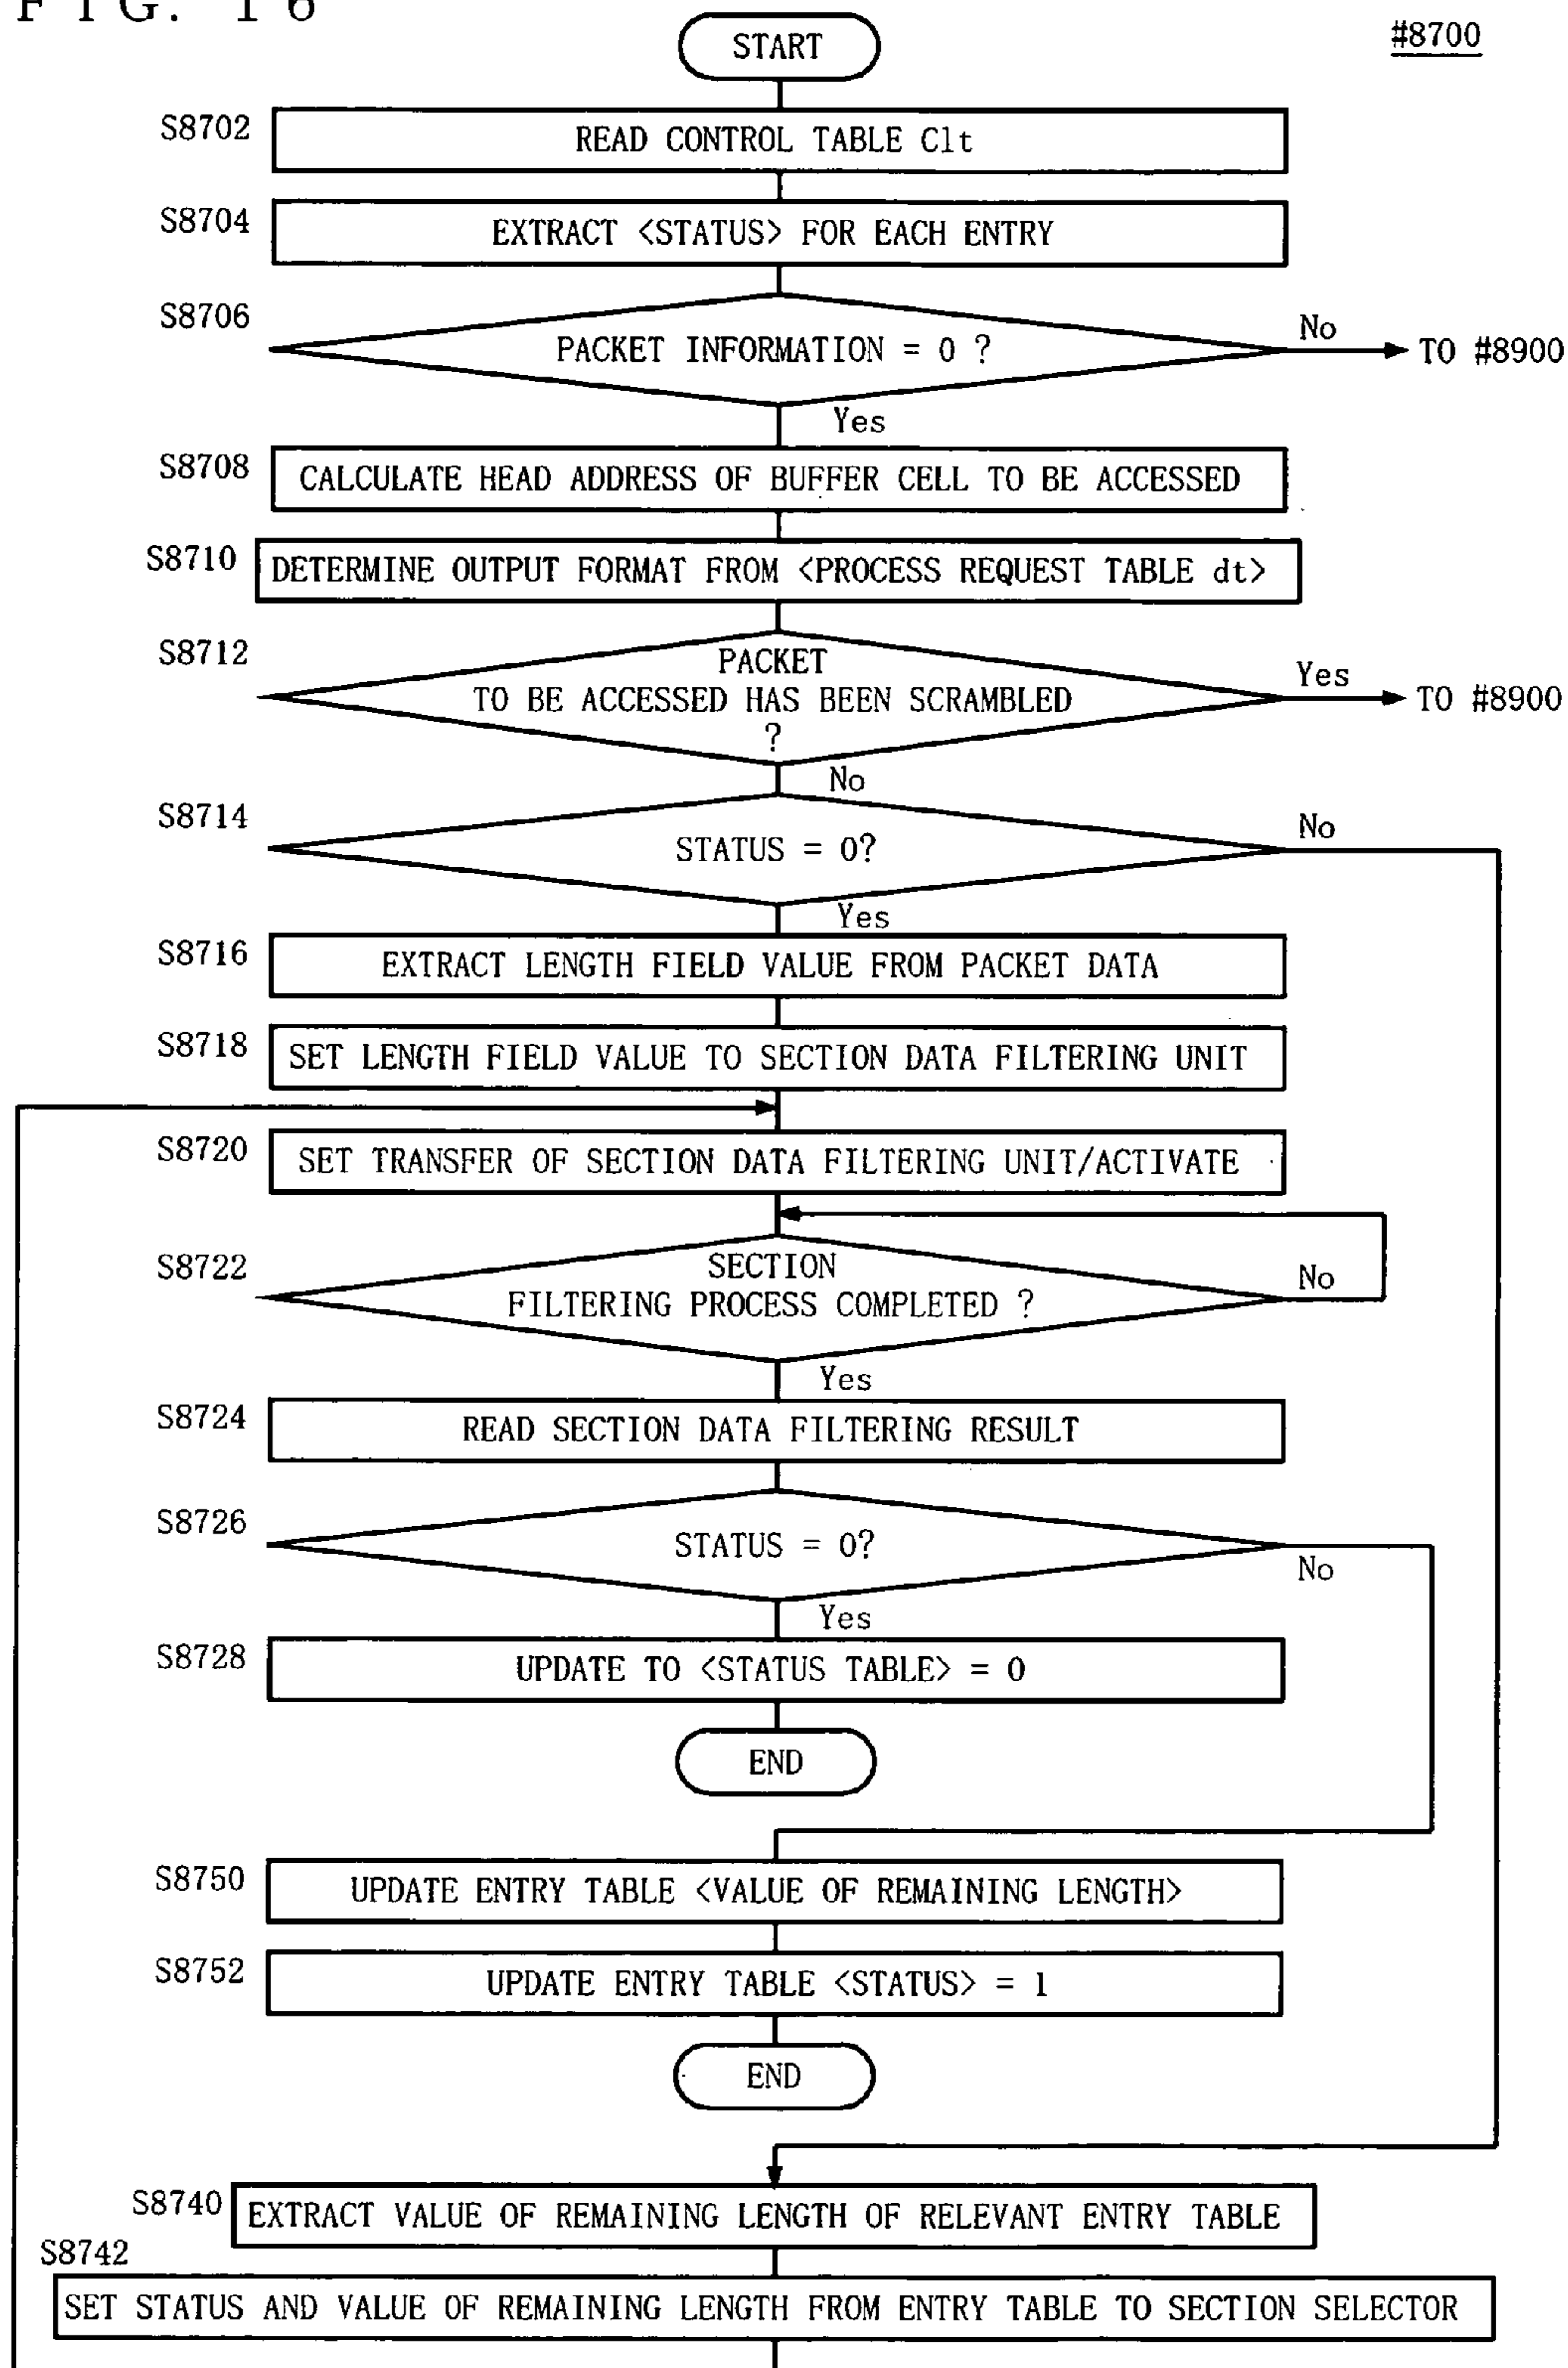 FIG. 16
#8700
START
S8702
READ CONTROL TABLE Clt
S8704
EXTRACT <STATUS> FOR EACH ENTRY
S8706
PACKET INFORMATION = 0 ?
No
TO #8900
Yes
S8708
CALCULATE HEAD ADDRESS OF BUFFER CELL TO BE ACCESSED
S8710
DETERMINE OUTPUT FORMAT FROM <PROCESS REQUEST TABLE dt>
S8712
PACKET
TO BE ACCESSED HAS BEEN SCRAMBLED
?
Yes
TO #8900
No
S8714
STATUS = 0?
No
Yes
S8716
EXTRACT LENGTH FIELD VALUE FROM PACKET DATA
S8718
SET LENGTH FIELD VALUE TO SECTION DATA FILTERING UNIT
S8720
SET TRANSFER OF SECTION DATA FILTERING UNIT/ACTIVATE
S8722
SECTION
FILTERING PROCESS COMPLETED ?
No
Yes
S8724
READ SECTION DATA FILTERING RESULT
S8726
STATUS = 0?
No
Yes
S8728
UPDATE TO <STATUS TABLE> = 0
END
S8750
UPDATE ENTRY TABLE <VALUE OF REMAINING LENGTH>
S8752
UPDATE ENTRY TABLE <STATUS> = 1
END
S8740
EXTRACT VALUE OF REMAINING LENGTH OF RELEVANT ENTRY TABLE
S8742
SET STATUS AND VALUE OF REMAINING LENGTH FROM ENTRY TABLE TO SECTION SELECTOR